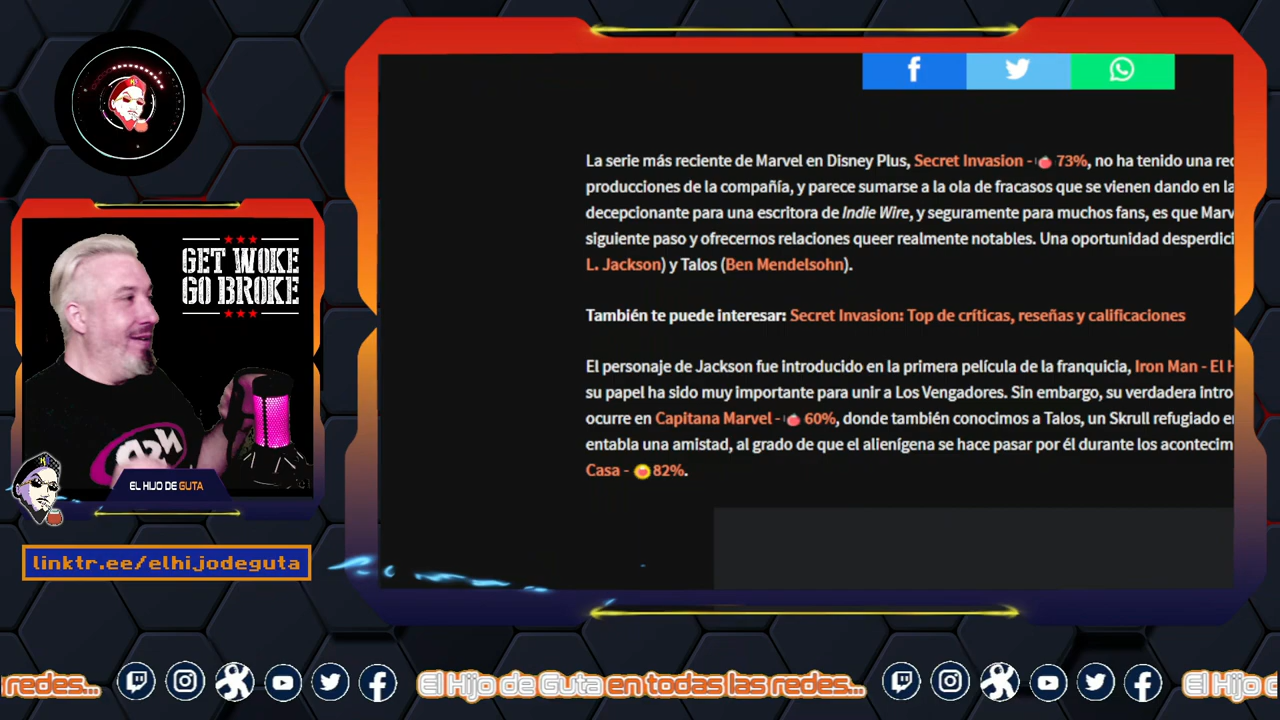 La serie más reciente de Marvel en Disney Plus, Secret Invasion - 73%, no ha tenido una
producciones de la compañía, y parece sumarse a la ola de fracasos que se vienen dando en la
decepcionante para una escritora de Indie Wire, y seguramente para muchos fans, es que
siguiente paso y ofrecernos relaciones queer realmente notables. Una oportunidad
L. Jackson) y Talos (Ben Mendelsohn).
También te puede interesar: Secret Invasion: Top de críticas, reseñas y calificaciones
El personaje de Jackson fue introducido en la primera película de la franquicia, Iron Man - El
su papel ha sido muy importante para unir a Los Vengadores. Sin embargo, su verdadera
ocurre en Capitana Marvel - 60%, donde también conocimos a Talos, un Skrull refugiado
entabla una amistad, al grado de que el alienígena se hace pasar por él durante los
Casa - 82%.
GET WOKE
GO BROKE
EL HIJO DE GUTA
linktr.ee/elhijodeguta
redes... El Hijo de Guta en todas las redes... El Hijo